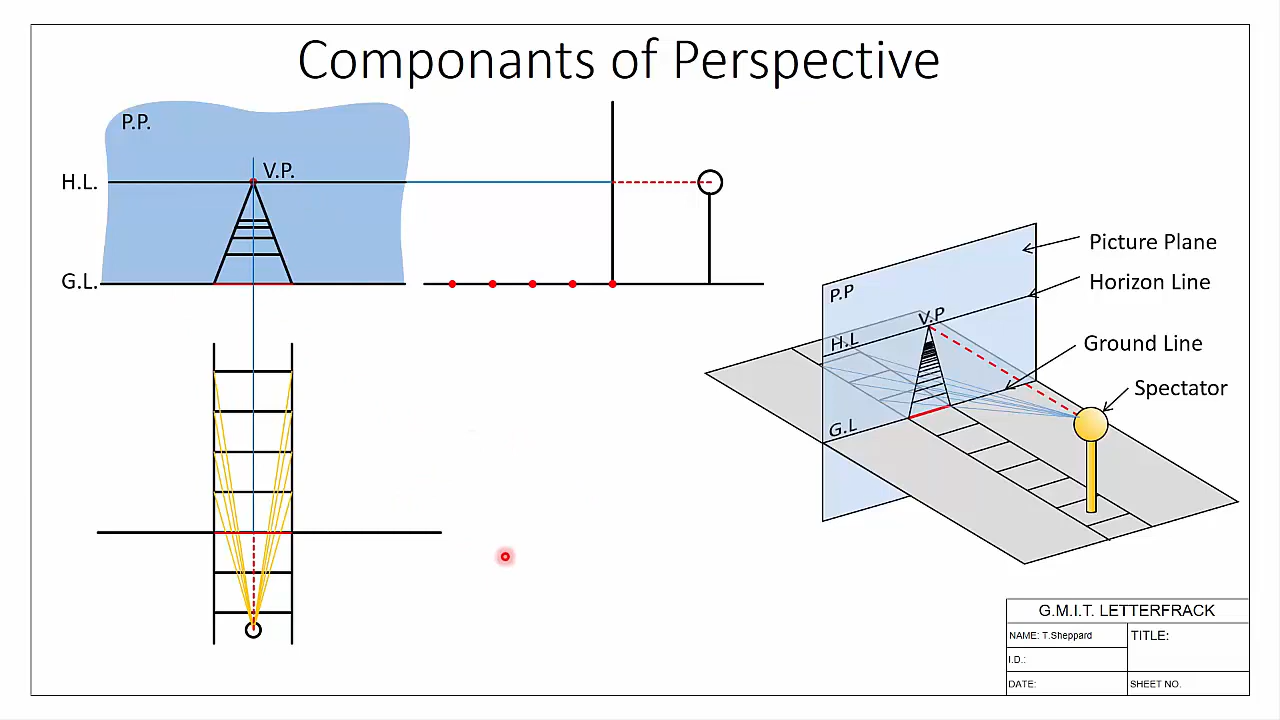 Componants of Perspective
P.P.
V.P.
H.L.
G.L.
Picture Plane
Horizon Line
Ground Line
Spectator
P.P
V.P
H.L
G.L
G.M.I.T. LETTERFRACK
NAME: T.Sheppard
TITLE:
I.D.:
DATE:
SHEET NO.